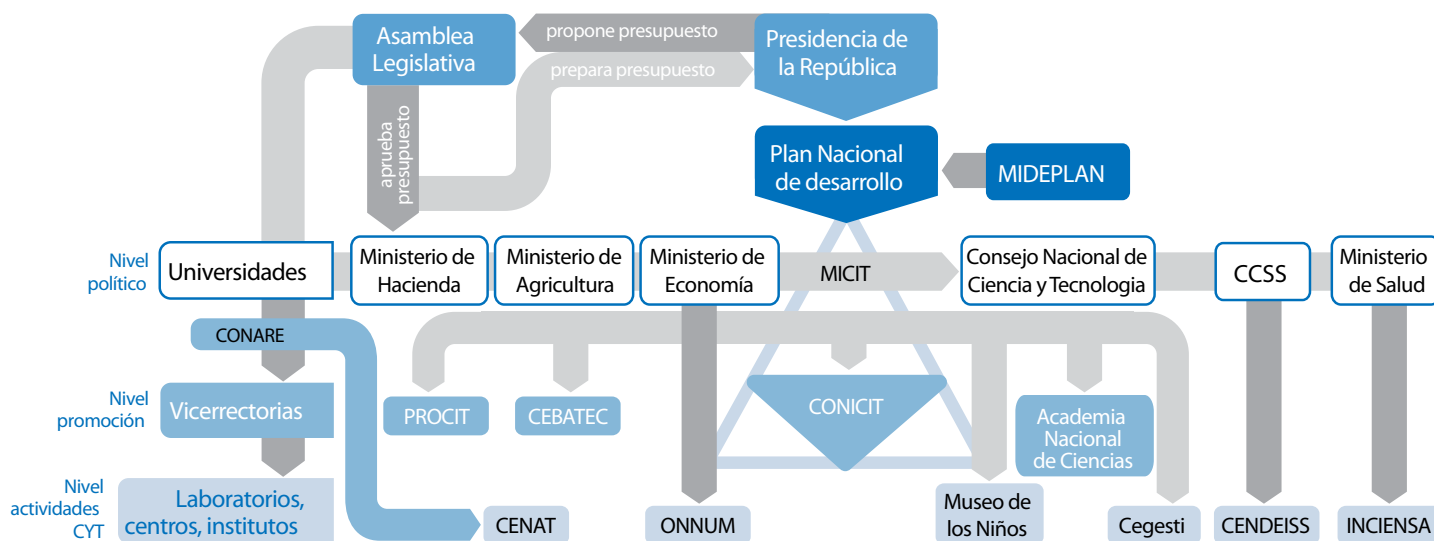 Asamblea
Legislativa
propone presupuesto
prepara presupuesto
Presidencia de
la República
aprueba
presupuesto
Plan Nacional
de desarrollo
MIDEPLAN
Nivel
político
Universidades
Ministerio de
Hacienda
Ministerio de
Agricultura
Ministerio de
Economía
MICIT
Consejo Nacional de
Ciencia y Tecnologia
CCSS
Ministerio
de Salud
CONARE
Nivel
promoción
Vicerrectorias
PROCIT
CEBATEC
CONICIT
Academia
Nacional
de Ciencias
Nivel
actividades
CYT
Laboratorios,
centros, institutos
CENAT
ONNUM
Museo de
los Niños
Cegesti
CENDEISS
INCIENSA